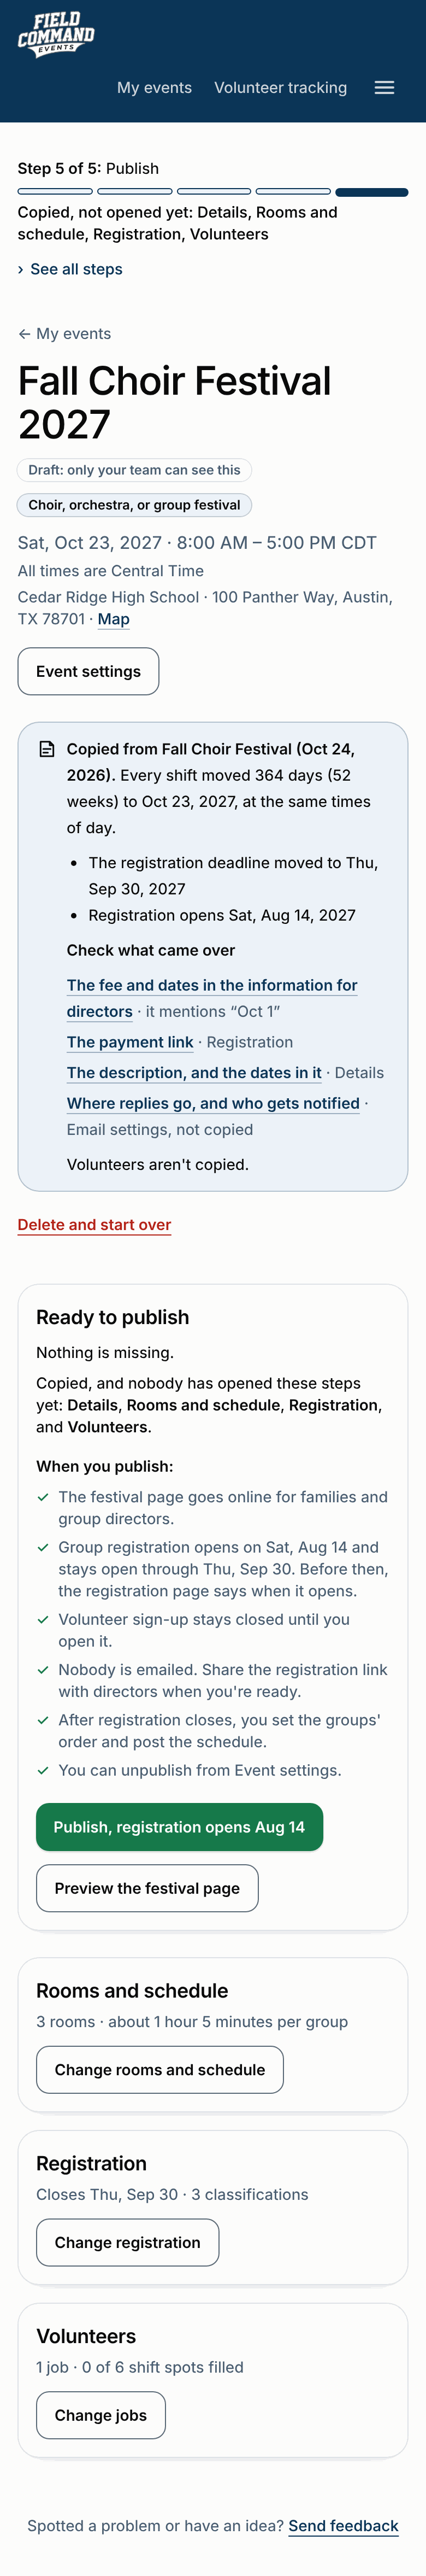 FIELD
COMMAND
EVENTS
My events
Volunteer tracking
Step 5 of 5: Publish
Copied, not opened yet: Details, Rooms and
schedule, Registration, Volunteers
› See all steps
← My events
Fall Choir Festival
2027
Draft: only your team can see this
Choir, orchestra, or group festival
Sat, Oct 23, 2027 · 8:00 AM – 5:00 PM CDT
All times are Central Time
Cedar Ridge High School · 100 Panther Way, Austin,
TX 78701 · Map
Event settings
Copied from Fall Choir Festival (Oct 24,
2026). Every shift moved 364 days (52
weeks) to Oct 23, 2027, at the same times
of day.
• The registration deadline moved to Thu,
Sep 30, 2027
• Registration opens Sat, Aug 14, 2027
Check what came over
The fee and dates in the information for
directors · it mentions “Oct 1”
The payment link · Registration
The description, and the dates in it · Details
Where replies go, and who gets notified ·
Email settings, not copied
Volunteers aren't copied.
Delete and start over
Ready to publish
Nothing is missing.
Copied, and nobody has opened these steps
yet: Details, Rooms and schedule, Registration,
and Volunteers.
When you publish:
✓ The festival page goes online for families and
group directors.
✓ Group registration opens on Sat, Aug 14 and
stays open through Thu, Sep 30. Before then,
the registration page says when it opens.
✓ Volunteer sign-up stays closed until you
open it.
✓ Nobody is emailed. Share the registration link
with directors when you're ready.
✓ After registration closes, you set the groups'
order and post the schedule.
✓ You can unpublish from Event settings.
Publish, registration opens Aug 14
Preview the festival page
Rooms and schedule
3 rooms · about 1 hour 5 minutes per group
Change rooms and schedule
Registration
Closes Thu, Sep 30 · 3 classifications
Change registration
Volunteers
1 job · 0 of 6 shift spots filled
Change jobs
Spotted a problem or have an idea? Send feedback